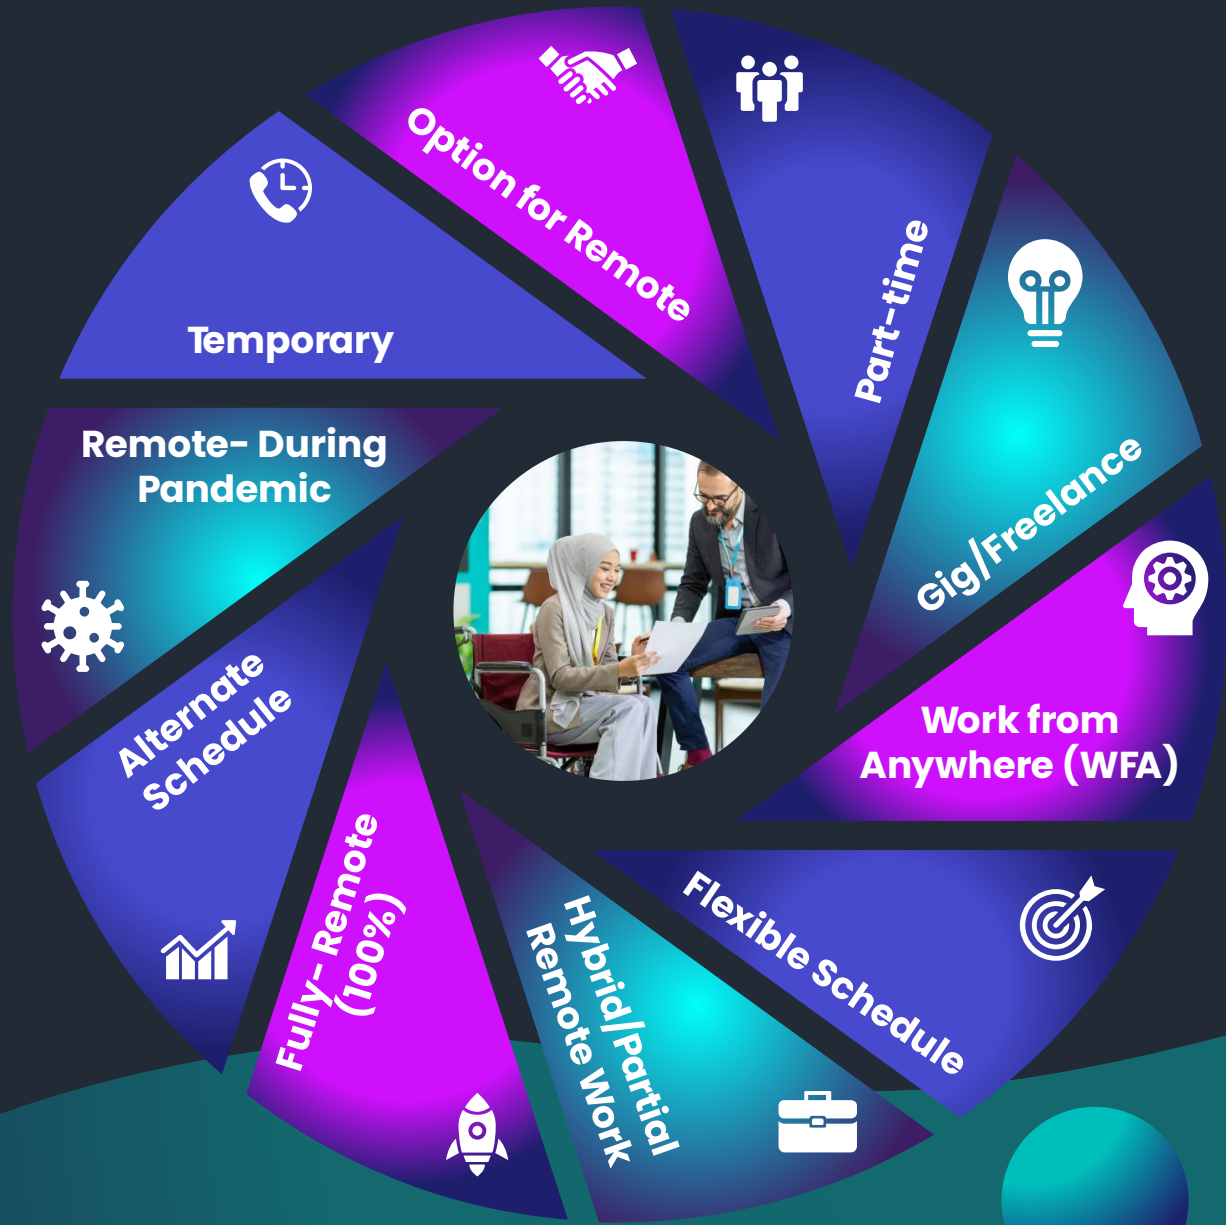 Option for Remote
Part-time
Gig/Freelance
Work from
Anywhere (WFA)
Flexible Schedule
Hybrid/Partial
Remote Work
Fully- Remote
(100%)
Alternate
Schedule
Remote- During
Pandemic
Temporary